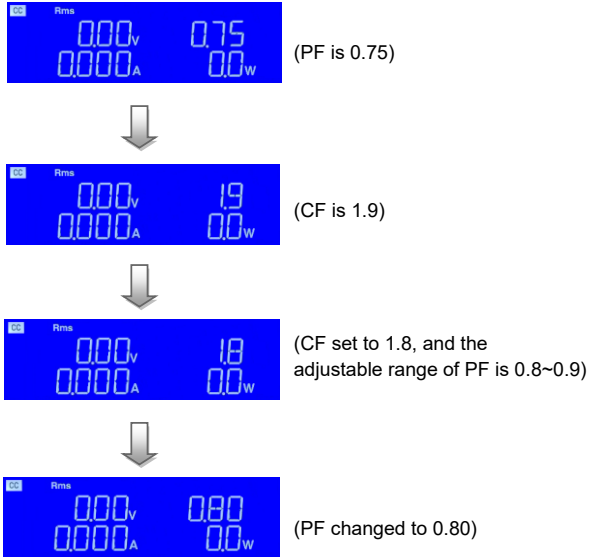 CC Rms
0.00V 0.75
0.000A 0.0W
(PF is 0.75)
CC Rms
0.00V 1.9
0.000A 0.0W
(CF is 1.9)
CC Rms
0.00V 1.8
0.000A 0.0W
(CF set to 1.8, and the
adjustable range of PF is 0.8~0.9)
CC Rms
0.00V 0.80
0.000A 0.0W
(PF changed to 0.80)